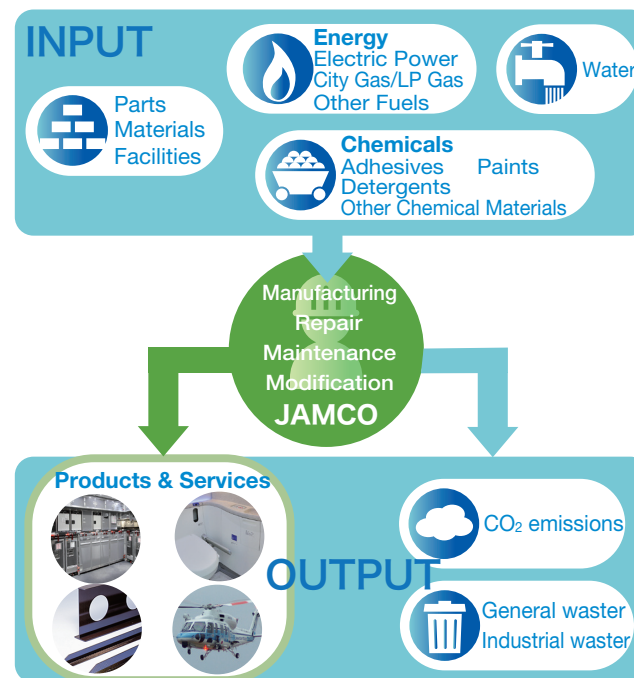 INPUT
Energy
Electric Power
City Gas/LP Gas
Other Fuels
Water
Parts
Materials
Facilities
Chemicals
Adhesives Paints
Detergents
Other Chemical Materials
Manufacturing
Repair
Maintenance
Modification
JAMCO
Products & Services
OUTPUT
CO₂ emissions
General waster
Industrial waster